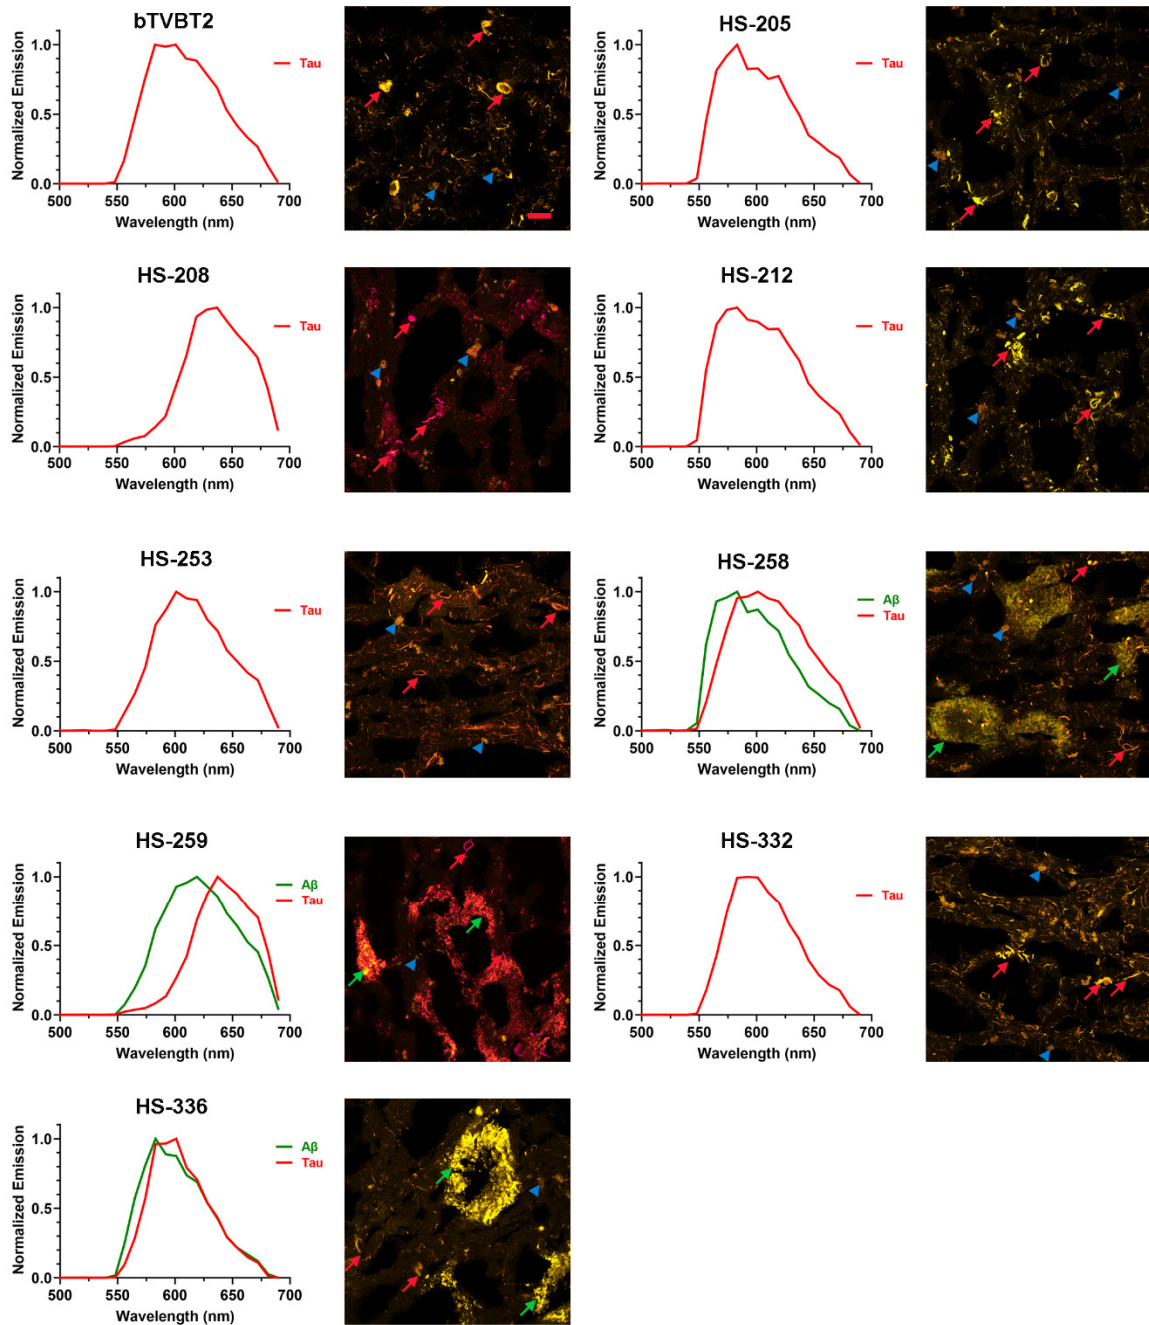 bTVBT2
Normalized Emission
1.0
0.5
0.0
500 550 600 650 700
Wavelength (nm)
Tau
HS-205
Normalized Emission
1.0
0.5
0.0
500 550 600 650 700
Wavelength (nm)
Tau
HS-208
Normalized Emission
1.0
0.5
0.0
500 550 600 650 700
Wavelength (nm)
Tau
HS-212
Normalized Emission
1.0
0.5
0.0
500 550 600 650 700
Wavelength (nm)
Tau
HS-253
Normalized Emission
1.0
0.5
0.0
500 550 600 650 700
Wavelength (nm)
Tau
HS-258
Normalized Emission
1.0
0.5
0.0
500 550 600 650 700
Wavelength (nm)
Aβ
Tau
HS-259
Normalized Emission
1.0
0.5
0.0
500 550 600 650 700
Wavelength (nm)
Aβ
Tau
HS-332
Normalized Emission
1.0
0.5
0.0
500 550 600 650 700
Wavelength (nm)
Tau
HS-336
Normalized Emission
1.0
0.5
0.0
500 550 600 650 700
Wavelength (nm)
Aβ
Tau